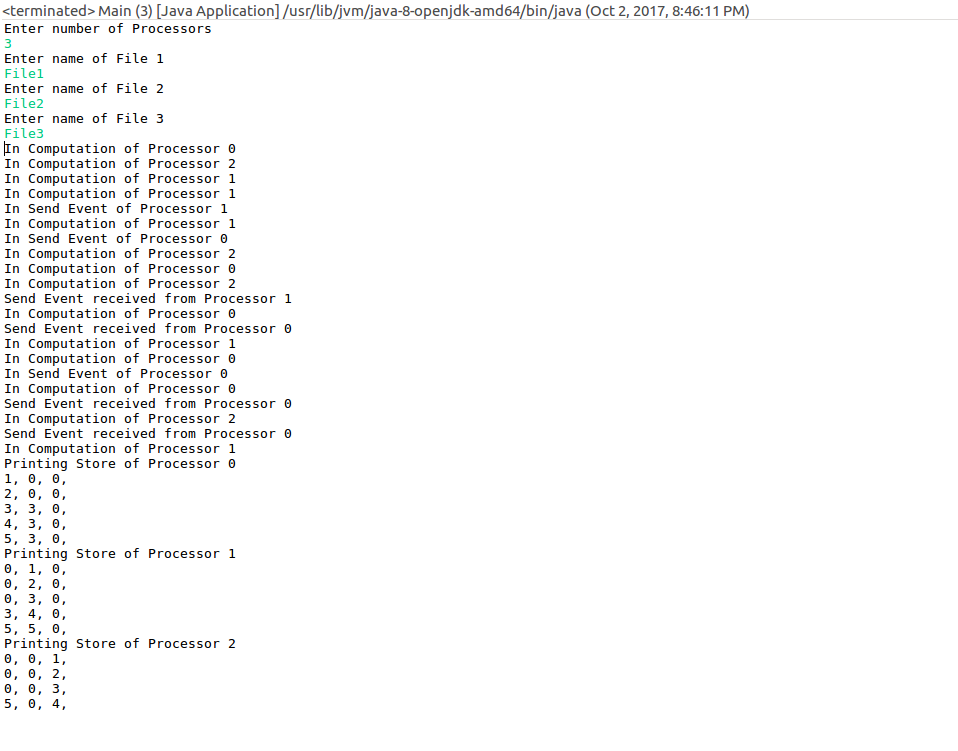 <terminated> Main (3) [Java Application] /usr/lib/jvm/java-8-openjdk-amd64/bin/java (Oct 2, 2017, 8:46:11 PM)
Enter number of Processors
3
Enter name of File 1
File1
Enter name of File 2
File2
Enter name of File 3
File3
In Computation of Processor 0
In Computation of Processor 2
In Computation of Processor 1
In Computation of Processor 1
In Send Event of Processor 1
In Computation of Processor 1
In Send Event of Processor 0
In Computation of Processor 2
In Computation of Processor 0
In Computation of Processor 2
Send Event received from Processor 1
In Computation of Processor 0
Send Event received from Processor 0
In Computation of Processor 1
In Computation of Processor 0
In Send Event of Processor 0
In Computation of Processor 0
Send Event received from Processor 0
In Computation of Processor 2
Send Event received from Processor 0
In Computation of Processor 1
Printing Store of Processor 0
1, 0, 0,
2, 0, 0,
3, 3, 0,
4, 3, 0,
5, 3, 0,
Printing Store of Processor 1
0, 1, 0,
0, 2, 0,
0, 3, 0,
3, 4, 0,
5, 5, 0,
Printing Store of Processor 2
0, 0, 1,
0, 0, 2,
0, 0, 3,
5, 0, 4,